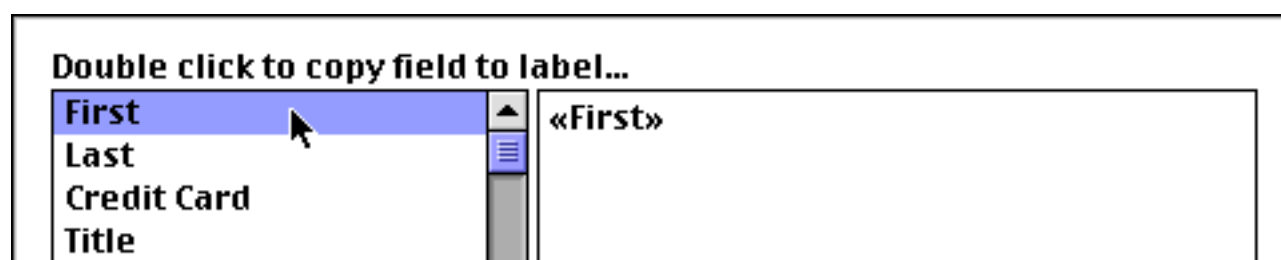 Double click to copy field to label...
First
Last
Credit Card
Title
«First»